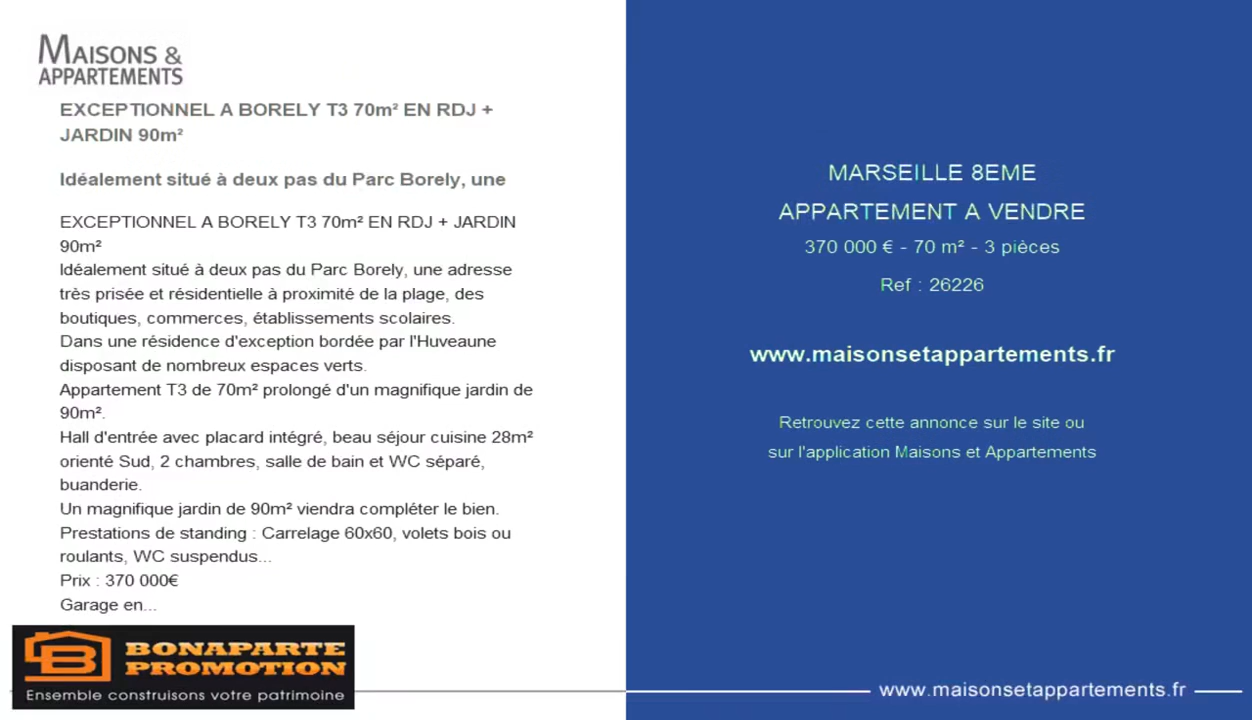 MAISONS &
APPARTEMENTS
EXCEPTIONNEL A BORELY T3 70m² EN RDJ +
JARDIN 90m²
Idéalement situé à deux pas du Parc Borely, une
EXCEPTIONNEL A BORELY T3 70m² EN RDJ + JARDIN
90m²
Idéalement situé à deux pas du Parc Borely, une adresse
très prisée et résidentielle à proximité de la plage, des
boutiques, commerces, établissements scolaires.
Dans une résidence d'exception bordée par l'Huveaune
disposant de nombreux espaces verts.
Appartement T3 de 70m² prolongé d'un magnifique jardin de
90m².
Hall d'entrée avec placard intégré, beau séjour cuisine 28m²
orienté Sud, 2 chambres, salle de bain et WC séparé,
buanderie.
Un magnifique jardin de 90m² viendra compléter le bien.
Prestations de standing : Carrelage 60x60, volets bois ou
roulants, WC suspendus...
Prix : 370 000€
Garage en...
BONAPARTE
PROMOTION
Ensemble construisons votre patrimoine
MARSEILLE 8EME
APPARTEMENT A VENDRE
370 000 € - 70 m² - 3 pièces
Ref : 26226
www.maisonsetappartements.fr
Retrouvez cette annonce sur le site ou
sur l'application Maisons et Appartements
www.maisonsetappartements.fr